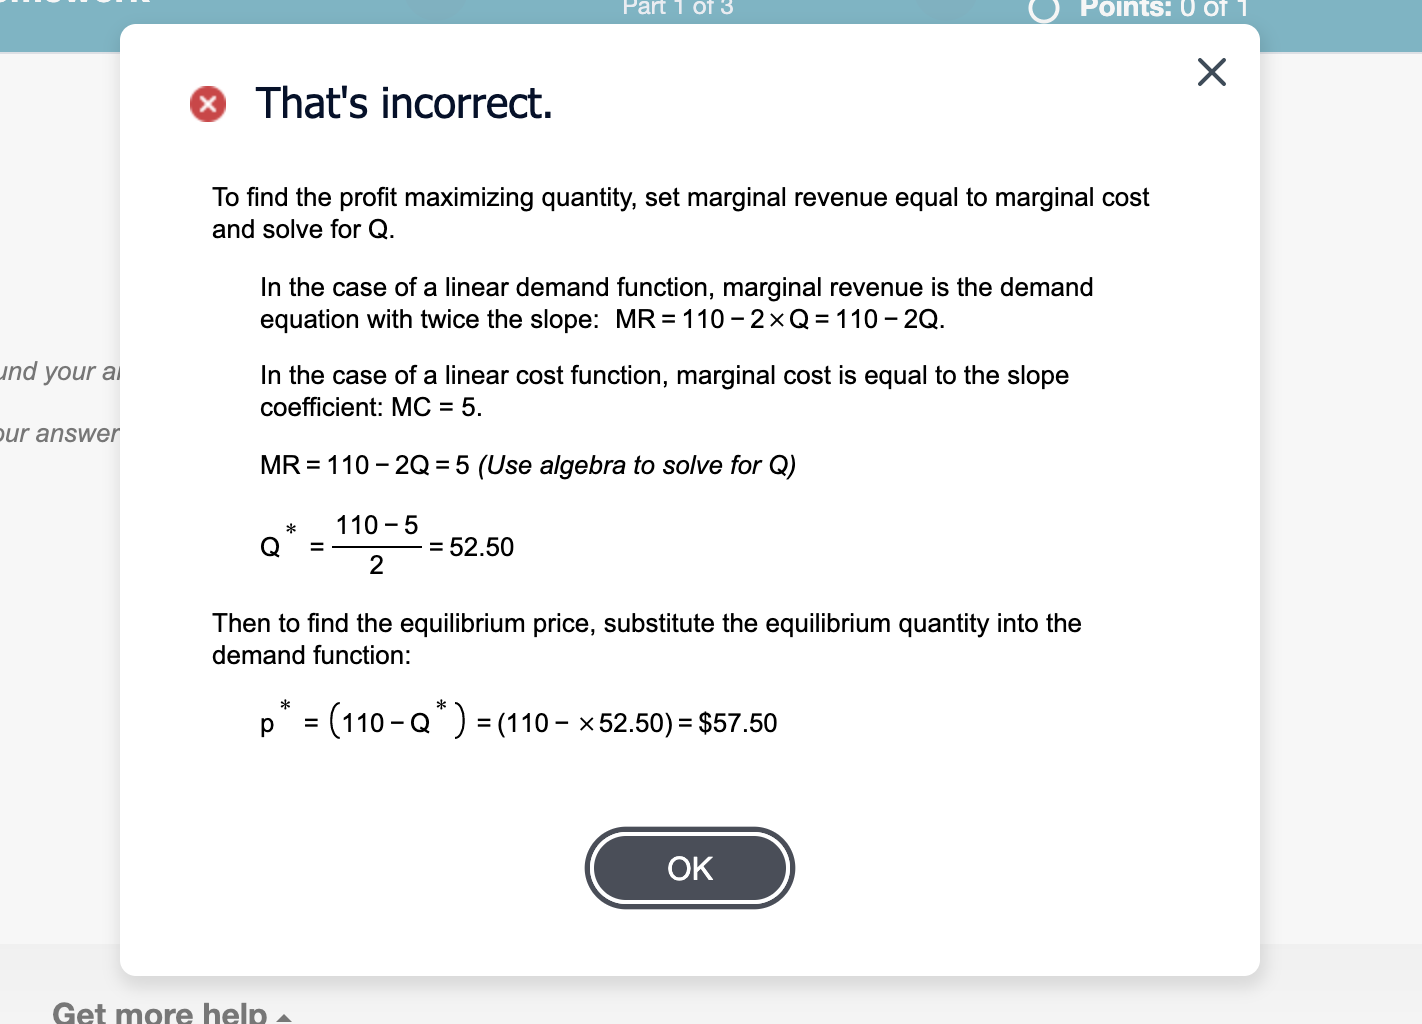 Part 1 of 3
Points: 0 of 1
That's incorrect.
To find the profit maximizing quantity, set marginal revenue equal to marginal cost
and solve for Q.
In the case of a linear demand function, marginal revenue is the demand
equation with twice the slope: MR = 110 − 2 × Q = 110 − 2Q.
und your a
In the case of a linear cost function, marginal cost is equal to the slope
coefficient: MC = 5.
our answer
MR = 110 − 2Q = 5 (Use algebra to solve for Q)
110 − 5
Q* = = 52.50
2
Then to find the equilibrium price, substitute the equilibrium quantity into the
demand function:
p* = (110 − Q*) = (110 − × 52.50) = $57.50
OK
Get more help